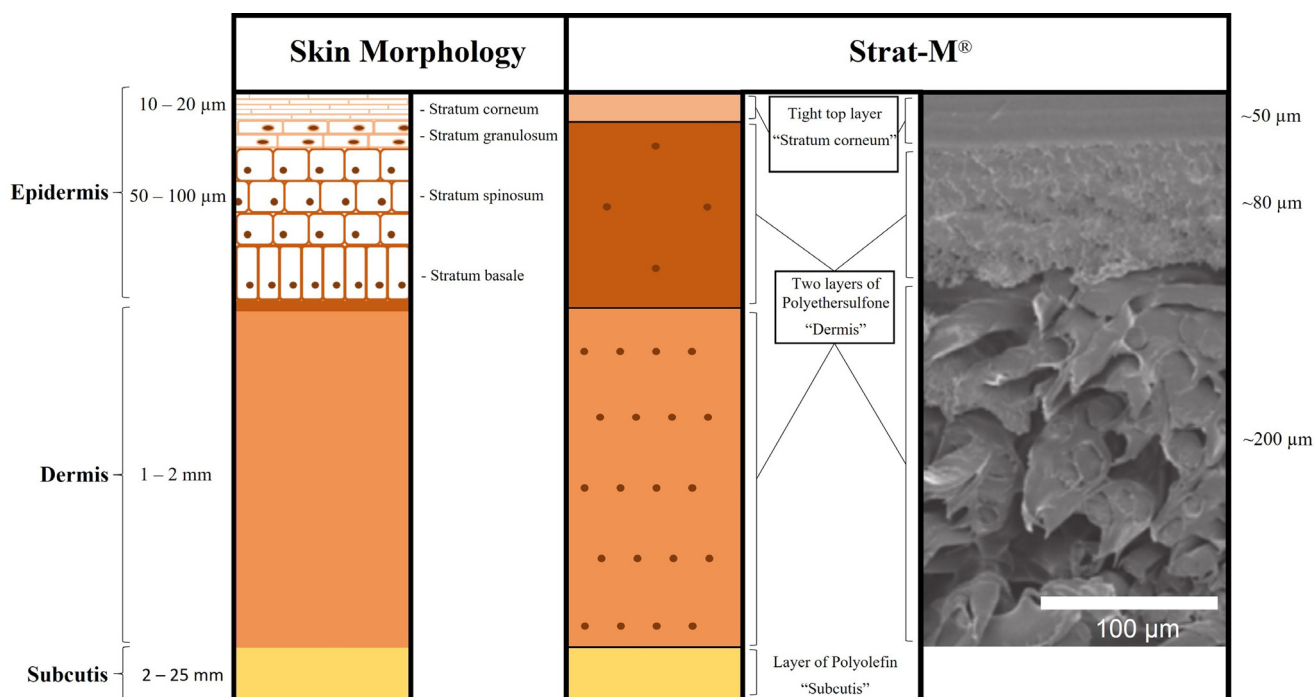 Skin Morphology
Strat-M®
Epidermis
10 – 20 µm
50 – 100 µm
- Stratum corneum
- Stratum granulosum
- Stratum spinosum
- Stratum basale
Dermis
1 – 2 mm
Subcutis
2 – 25 mm
Tight top layer
“Stratum corneum”
Two layers of
Polyethersulfone
“Dermis”
Layer of Polyolefin
“Subcutis”
~50 µm
~80 µm
~200 µm
100 µm